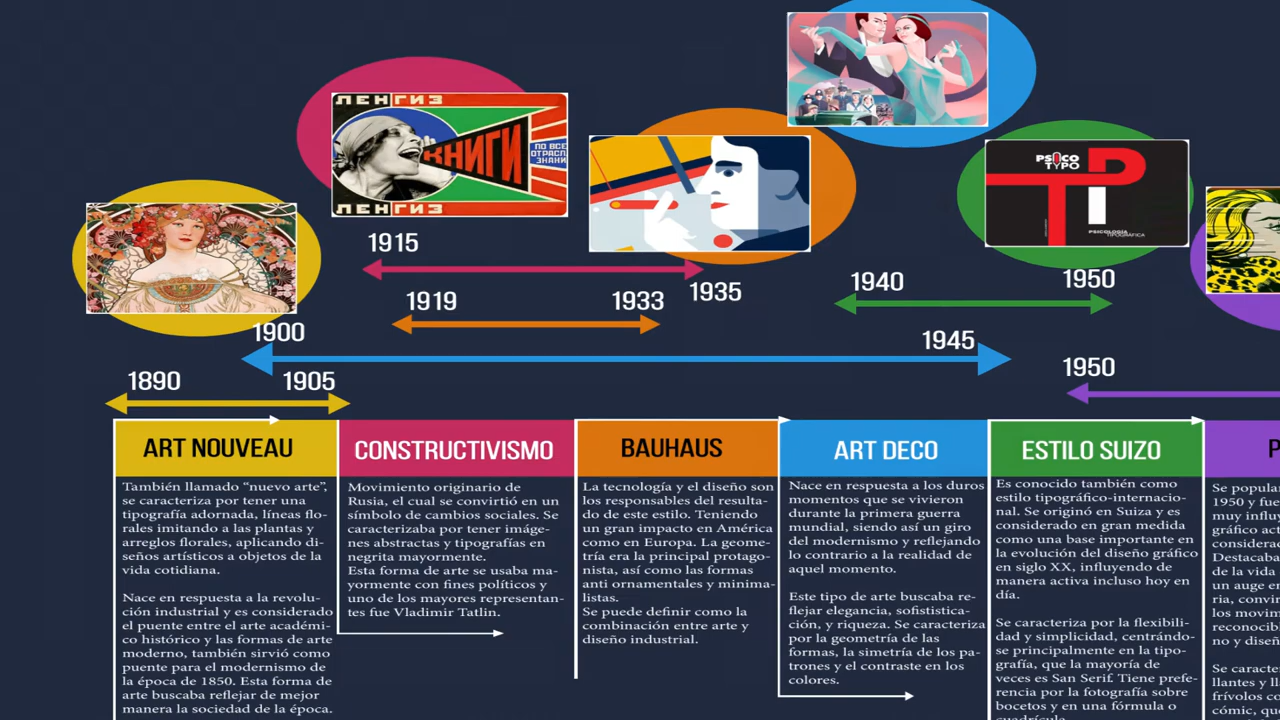 ЛЕНГИЗ
КНИГИ
ПО ВСЕМ
ОТРАСЛ
ЗНАНИ
ЛЕНГИЗ
PSICO
TYPO
PSICOLOGÍA
TIPOGRÁFICA
1915
1935
1919
1933
1940
1950
1900
1945
1890
1905
1950
ART NOUVEAU
También llamado “nuevo arte”,
se caracteriza por tener una
tipografía adornada, líneas flo-
rales imitando a las plantas y
arreglos florales, aplicando di-
seños artísticos a objetos de la
vida cotidiana.
Nace en respuesta a la revolu-
ción industrial y es considerado
el puente entre el arte académi-
co histórico y las formas de arte
moderno, también sirvió como
puente para el modernismo de
la época de 1850. Esta forma de
arte buscaba reflejar de mejor
manera la sociedad de la época.
CONSTRUCTIVISMO
Movimiento originario de
Rusia, el cual se convirtió en un
símbolo de cambios sociales. Se
caracterizaba por tener imáge-
nes abstractas y tipografías en
negrita mayormente.
Esta forma de arte se usaba ma-
yormente con fines políticos y
uno de los mayores representan-
tes fue Vladimir Tatlin.
BAUHAUS
La tecnología y el diseño son
los responsables del resulta-
do de este estilo. Teniendo
un gran impacto en América
como en Europa. La geome-
tría era la principal protago-
nista, así como las formas
anti ornamentales y minima-
listas.
Se puede definir como la
combinación entre arte y
diseño industrial.
ART DECO
Nace en respuesta a los duros
momentos que se vivieron
durante la primera guerra
mundial, siendo así un giro
del modernismo y reflejando
lo contrario a la realidad de
aquel momento.
Este tipo de arte buscaba re-
flejar elegancia, sofististica-
ción, y riqueza. Se caracteriza
por la geometría de las
formas, la simetría de los pa-
trones y el contraste en los
colores.
ESTILO SUIZO
Es conocido también como
estilo tipográfico-internacio-
nal. Se originó en Suiza y es
considerado en gran medida
como una base importante en
la evolución del diseño gráfico
en siglo XX, influyendo de
manera activa incluso hoy en
día.
Se caracteriza por la flexibili-
dad y simplicidad, centrándo-
se principalmente en la tipo-
grafía, que la mayoría de
veces es San Serif. Tiene prefe-
rencia por la fotografía sobre
bocetos y en una fórmula o
cuadrícula
P
Se popular
1950 y fue
muy influy
gráfico act
considerac
Destacaba
de la vida
un auge en
ria, convir
los movim
reconocib
no y diseñ
Se caracte
llantes y ll
frívolos co
cómic, que